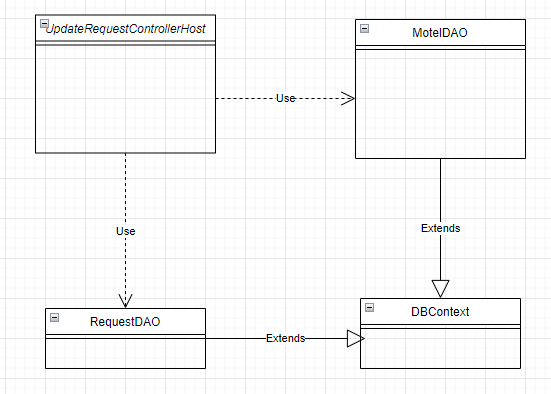 UpdateRequestControllerHost
MotelDAO
Use
Use
Extends
RequestDAO
Extends
DBContext